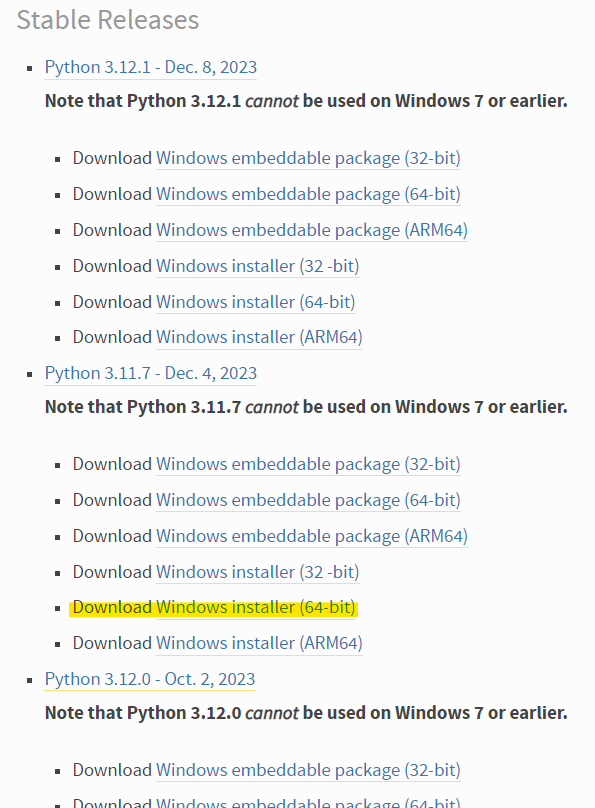 Stable Releases
Python 3.12.1 - Dec. 8, 2023
Note that Python 3.12.1 cannot be used on Windows 7 or earlier.
Download Windows embeddable package (32-bit)
Download Windows embeddable package (64-bit)
Download Windows embeddable package (ARM64)
Download Windows installer (32 -bit)
Download Windows installer (64-bit)
Download Windows installer (ARM64)
Python 3.11.7 - Dec. 4, 2023
Note that Python 3.11.7 cannot be used on Windows 7 or earlier.
Download Windows embeddable package (32-bit)
Download Windows embeddable package (64-bit)
Download Windows embeddable package (ARM64)
Download Windows installer (32 -bit)
Download Windows installer (64-bit)
Download Windows installer (ARM64)
Python 3.12.0 - Oct. 2, 2023
Note that Python 3.12.0 cannot be used on Windows 7 or earlier.
Download Windows embeddable package (32-bit)
Download Windows embeddable package (64-bit)